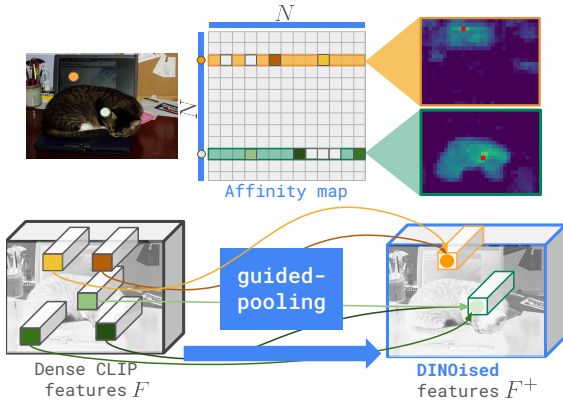 N
N
Affinity map
guided-
pooling
Dense CLIP
features F
DINOised
features F⁺